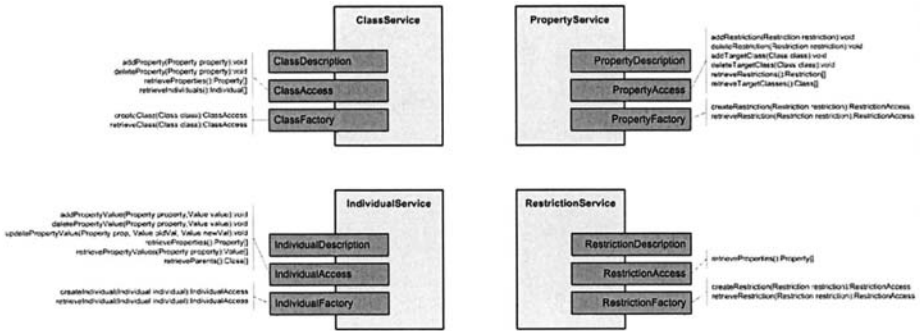 ClassService
addProperty(Property property):void
deleteProperty(Property property):void
retrieveProperties():Property[]
retrieveIndividuals():Individual[]
createClass(Class class):ClassAccess
retrieveClass(Class class):ClassAccess
ClassDescription
ClassAccess
ClassFactory
PropertyService
PropertyDescription
PropertyAccess
PropertyFactory
addRestriction(Restriction restriction):void
deleteRestriction(Restriction restriction):void
addTargetClass(Class class):void
deleteTargetClass(Class class):void
retrieveRestrictions():Restriction[]
retrieveTargetClasses():Class[]
createRestriction(Restriction restriction):RestrictionAccess
retrieveRestriction(Restriction restriction):RestrictionAccess
IndividualService
addPropertyValue(Property property,Value value):void
daletePropertyValue(Property property,Value value):void
updatePropertyValue(Property prop, Value oldVal, Value newVal):void
retrieveProperties():Property[]
retrievePropertyValues(Property property):Value[]
retrieveParents():Class[]
createIndividual(Individual individual):IndividualAccess
retrieveIndividual(Individual individual):IndividualAccess
IndividualDescription
IndividualAccess
IndividualFactory
RestrictionService
RestrictionDescription
RestrictionAccess
RestrictionFactory
retrieveProperties():Property[]
createRestriction(Restriction restriction):RestrictionAccess
retrieveRestriction(Restriction restriction):RestrictionAccess